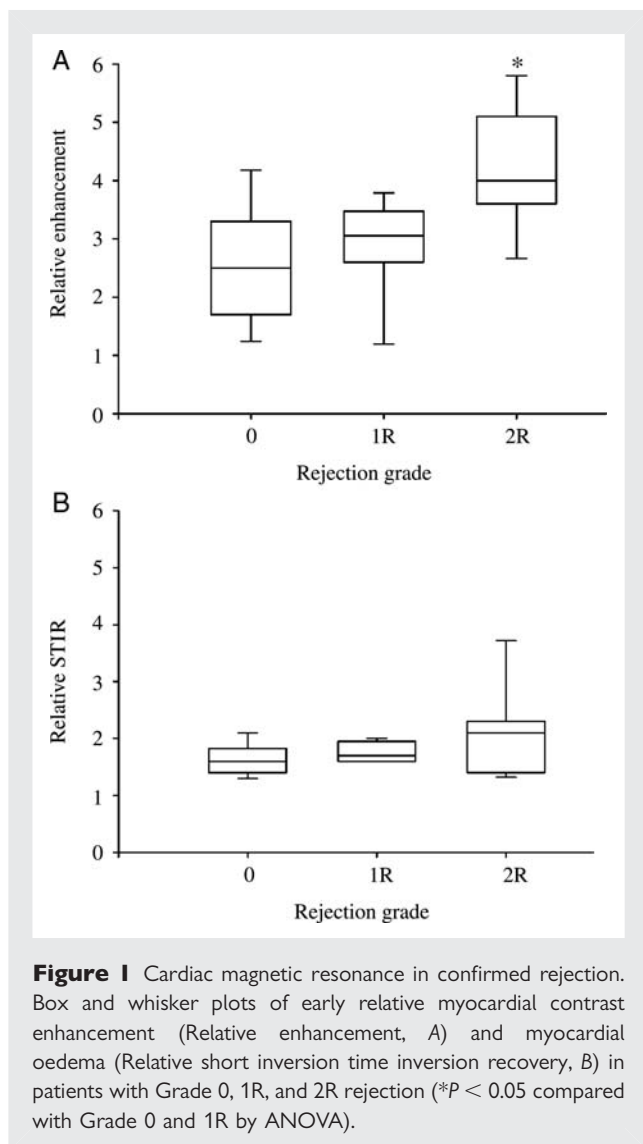 A
6
5
4
3
2
1
0
Relative enhancement
*
0 1R 2R
Rejection grade
B
6
5
4
3
2
1
0
Relative STIR
0 1R 2R
Rejection grade
Figure 1 Cardiac magnetic resonance in confirmed rejection.
Box and whisker plots of early relative myocardial contrast
enhancement (Relative enhancement, A) and myocardial
oedema (Relative short inversion time inversion recovery, B) in
patients with Grade 0, 1R, and 2R rejection (*P < 0.05 compared
with Grade 0 and 1R by ANOVA).